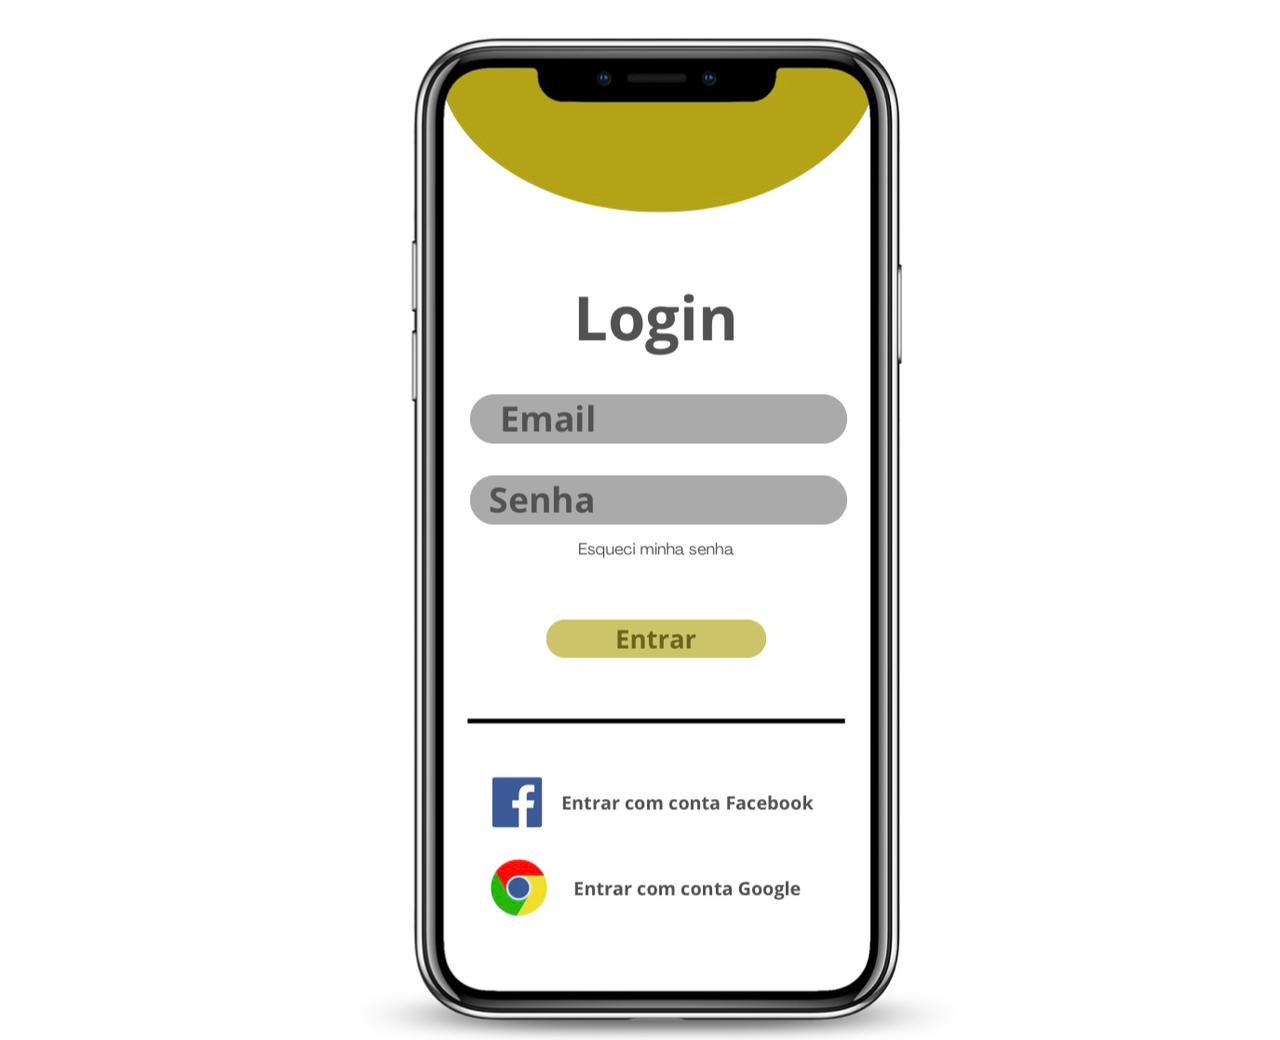 Login
Email
Senha
Esqueci minha senha
Entrar
Entrar com conta Facebook
Entrar com conta Google